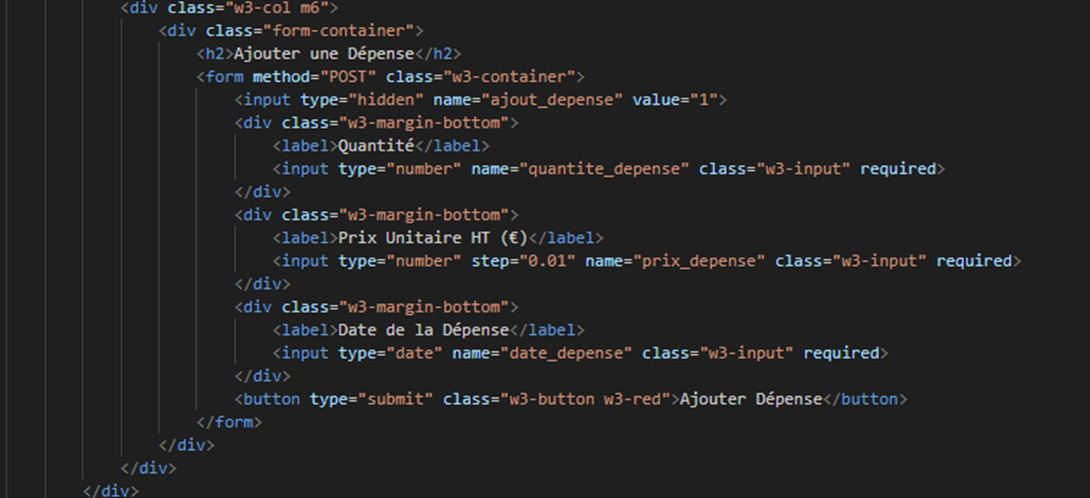 <div class="w3-col m6">
<div class="form-container">
<h2>Ajouter une Dépense</h2>
<form method="POST" class="w3-container">
<input type="hidden" name="ajout_depense" value="1">
<div class="w3-margin-bottom">
<label>Quantité</label>
<input type="number" name="quantite_depense" class="w3-input" required>
</div>
<div class="w3-margin-bottom">
<label>Prix Unitaire HT (€)</label>
<input type="number" step="0.01" name="prix_depense" class="w3-input" required>
</div>
<div class="w3-margin-bottom">
<label>Date de la Dépense</label>
<input type="date" name="date_depense" class="w3-input" required>
</div>
<button type="submit" class="w3-button w3-red">Ajouter Dépense</button>
</form>
</div>
</div>
</div>